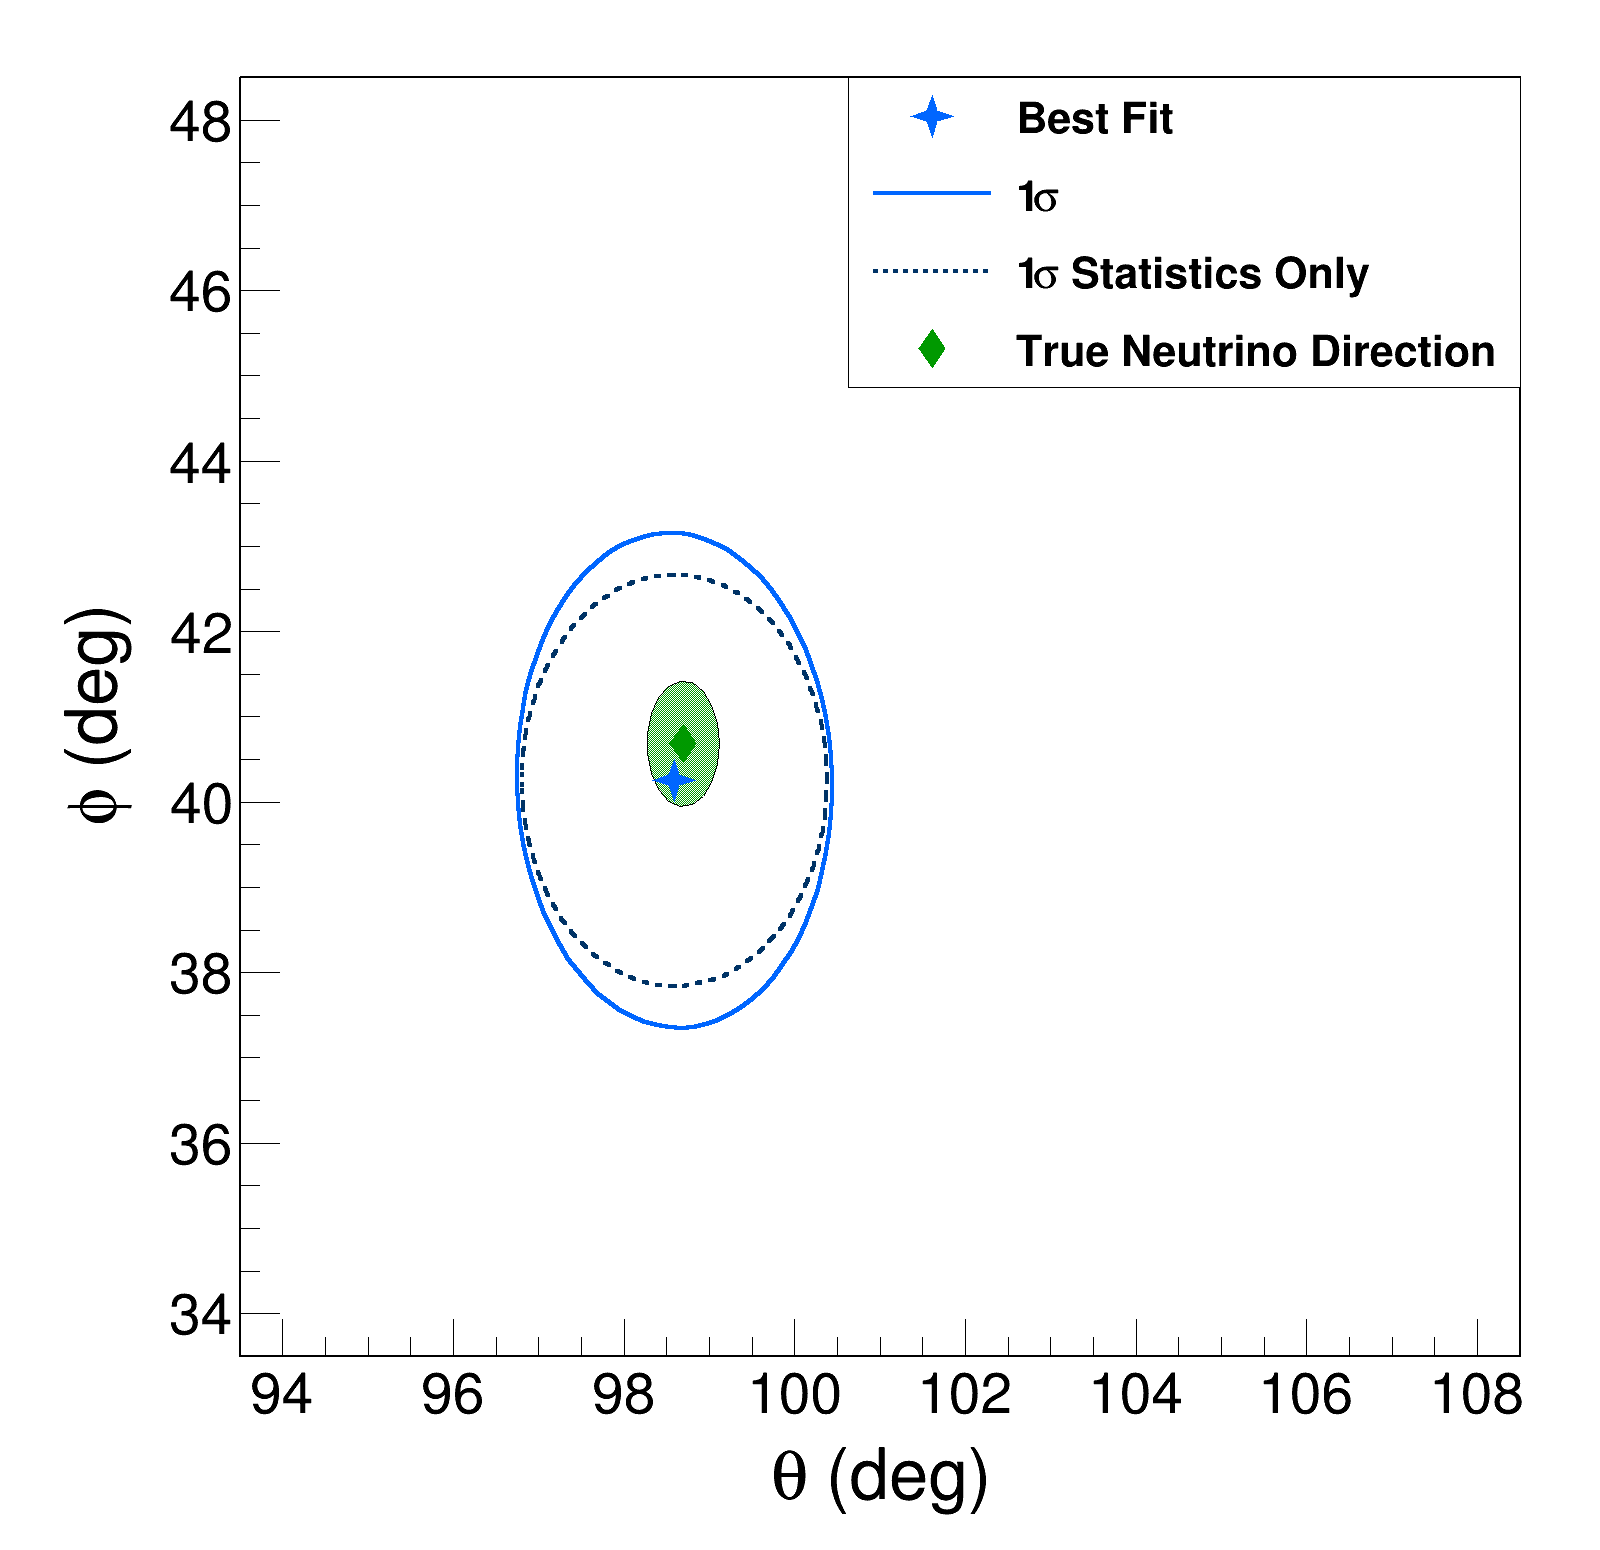 Best Fit
1σ
1σ Statistics Only
True Neutrino Direction
48
46
44
42
40
38
36
34
ϕ (deg)
94 96 98 100 102 104 106 108
θ (deg)